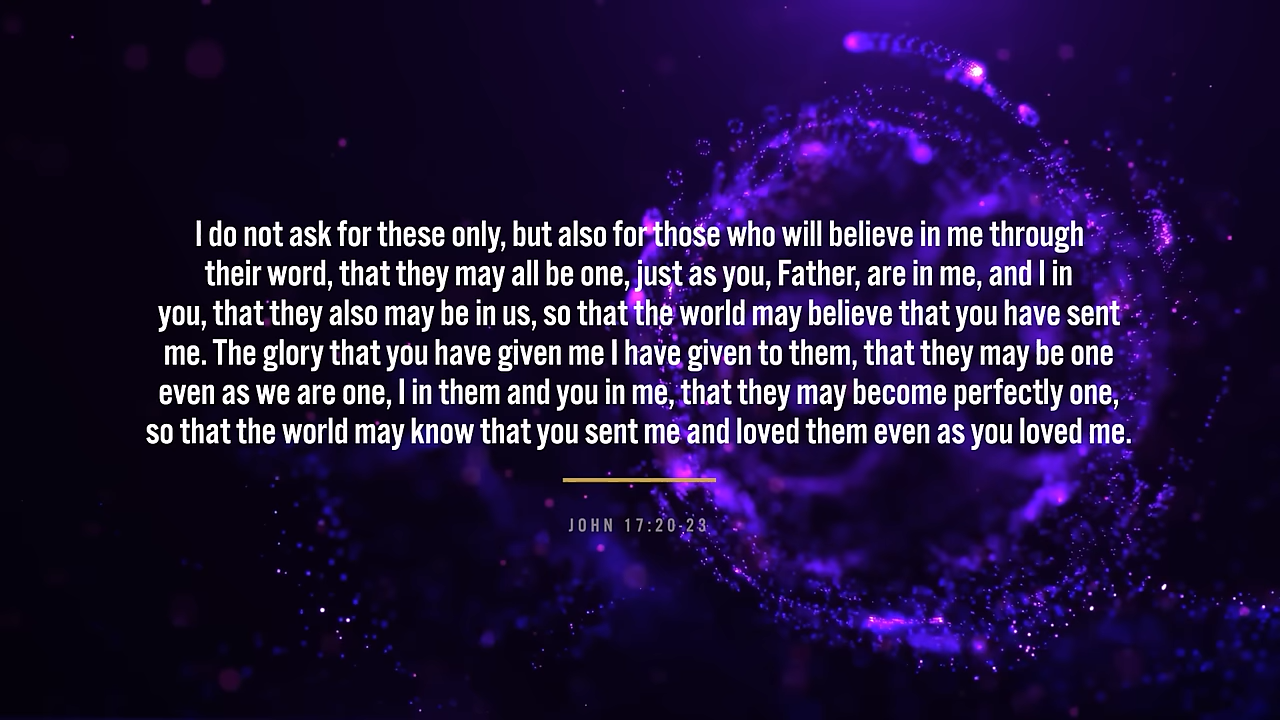 I do not ask for these only, but also for those who will believe in me through
their word, that they may all be one, just as you, Father, are in me, and I in
you, that they also may be in us, so that the world may believe that you have sent
me. The glory that you have given me I have given to them, that they may be one
even as we are one, I in them and you in me, that they may become perfectly one,
so that the world may know that you sent me and loved them even as you loved me.
JOHN 17:20-23